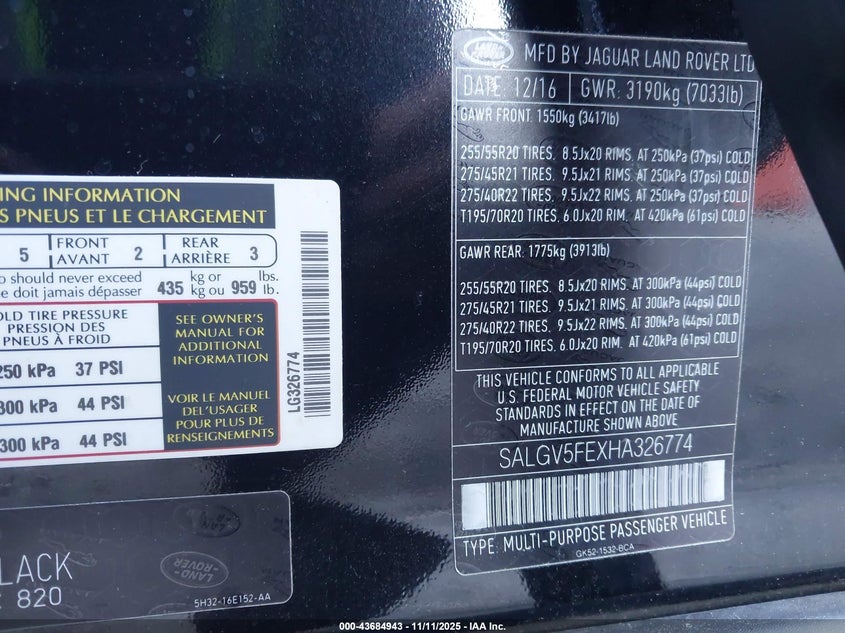 ING INFORMATION
S PNEUS ET LE CHARGEMENT
5 FRONT AVANT 2 REAR ARRIÈRE 3
o should never exceed
e doit jamais dépasser
435 kg or kg ou 959 lbs. lb.
OLD TIRE PRESSURE
PRESSION DES
PNEUS À FROID
250 kPa 37 PSI
300 kPa 44 PSI
300 kPa 44 PSI
SEE OWNER'S
MANUAL FOR
ADDITIONAL
INFORMATION
VOIR LE MANUEL
DEL'USAGER
POUR PLUS DE
RENSEIGNEMENTS
LG326774
LACK
820
LAND-
ROVER
5H32-16E152-AA
LAND ROVER
MFD BY JAGUAR LAND ROVER LTD
DATE 12/16 GWR: 3190kg (7033lb)
GAWR FRONT: 1550kg (3417lb)
255/55R20 TIRES. 8.5Jx20 RIMS. AT 250kPa (37psi) COLD
275/45R21 TIRES. 9.5Jx21 RIMS. AT 250kPa (37psi) COLD
275/40R22 TIRES. 9.5Jx22 RIMS. AT 250kPa (37psi) COLD
T195/70R20 TIRES. 6.0Jx20 RIM. AT 420kPa (61psi) COLD
GAWR REAR: 1775kg (3913lb)
255/55R20 TIRES. 8.5Jx20 RIMS. AT 300kPa (44psi) COLD
275/45R21 TIRES. 9.5Jx21 RIMS. AT 300kPa (44psi) COLD
275/40R22 TIRES. 9.5Jx22 RIMS. AT 300kPa (44psi) COLD
T195/70R20 TIRES. 6.0Jx20 RIM. AT 420kPa (61psi) COLD
THIS VEHICLE CONFORMS TO ALL APPLICABLE
U.S. FEDERAL MOTOR VEHICLE SAFETY
STANDARDS IN EFFECT ON THE DATE OF
MANUFACTURE SHOWN ABOVE
SALGV5FEXHA326774
TYPE: MULTI-PURPOSE PASSENGER VEHICLE
GK52-1532-BCA
000-43684943 - 11/11/2025 - IAA Inc.